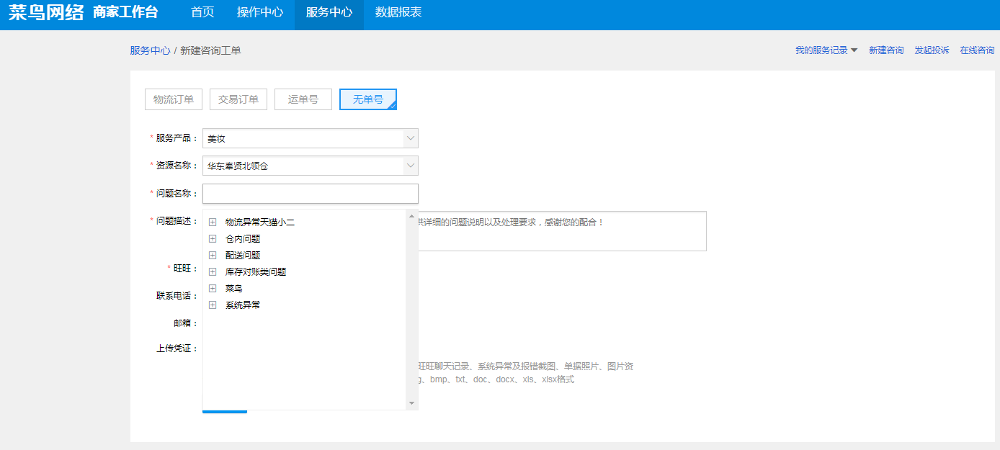 菜鸟网络 商家工作台 首页 操作中心 服务中心 数据报表
服务中心 / 新建咨询工单 我的服务记录 新建咨询 发起投诉 在线咨询
物流订单 交易订单 运单号 无单号
* 服务产品： 美妆
* 资源名称： 华东奉贤北领仓
* 问题名称：
* 问题描述： 供详细的问题说明以及处理要求，感谢您的配合！
物流异常天猫小二
仓内问题
配送问题
* 旺旺：
库存对账类问题
菜鸟
联系电话：
系统异常
邮箱：
上传凭证：
旺旺聊天记录、系统异常及报错截图、单据照片、图片资
g、bmp、txt、doc、docx、xls、xlsx格式